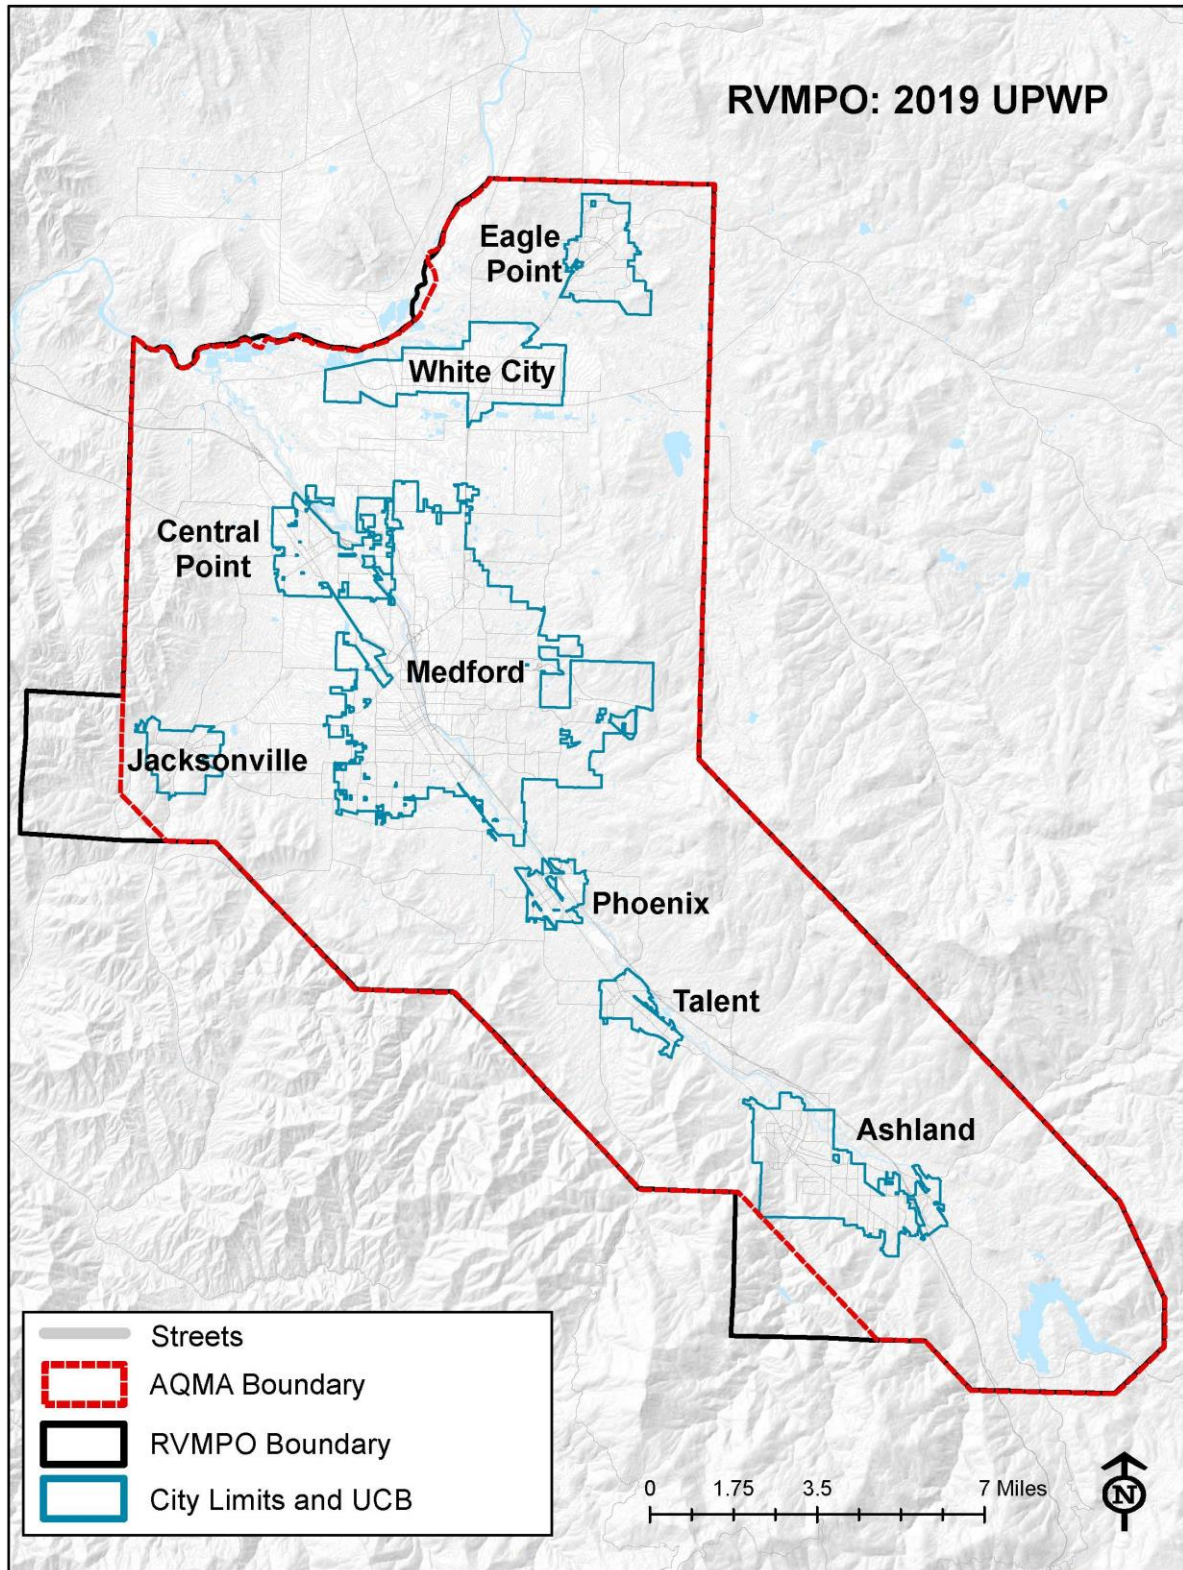 RVMPO: 2019 UPWP
Eagle
Point
White City
Central
Point
Medford
Jacksonville
Phoenix
Talent
Ashland
Streets
AQMA Boundary
RVMPO Boundary
City Limits and UCB
0 1.75 3.5 7 Miles
N